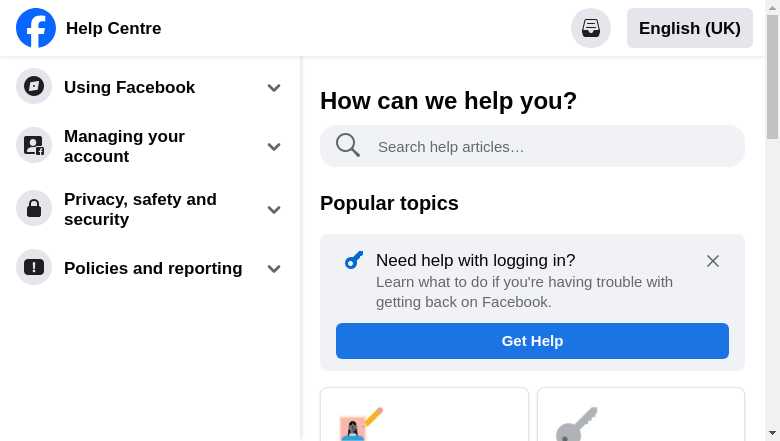 Help Centre
English (UK)
Using Facebook
Managing your
account
Privacy, safety and
security
Policies and reporting
How can we help you?
Search help articles…
Popular topics
Need help with logging in?
Learn what to do if you're having trouble with
getting back on Facebook.
Get Help